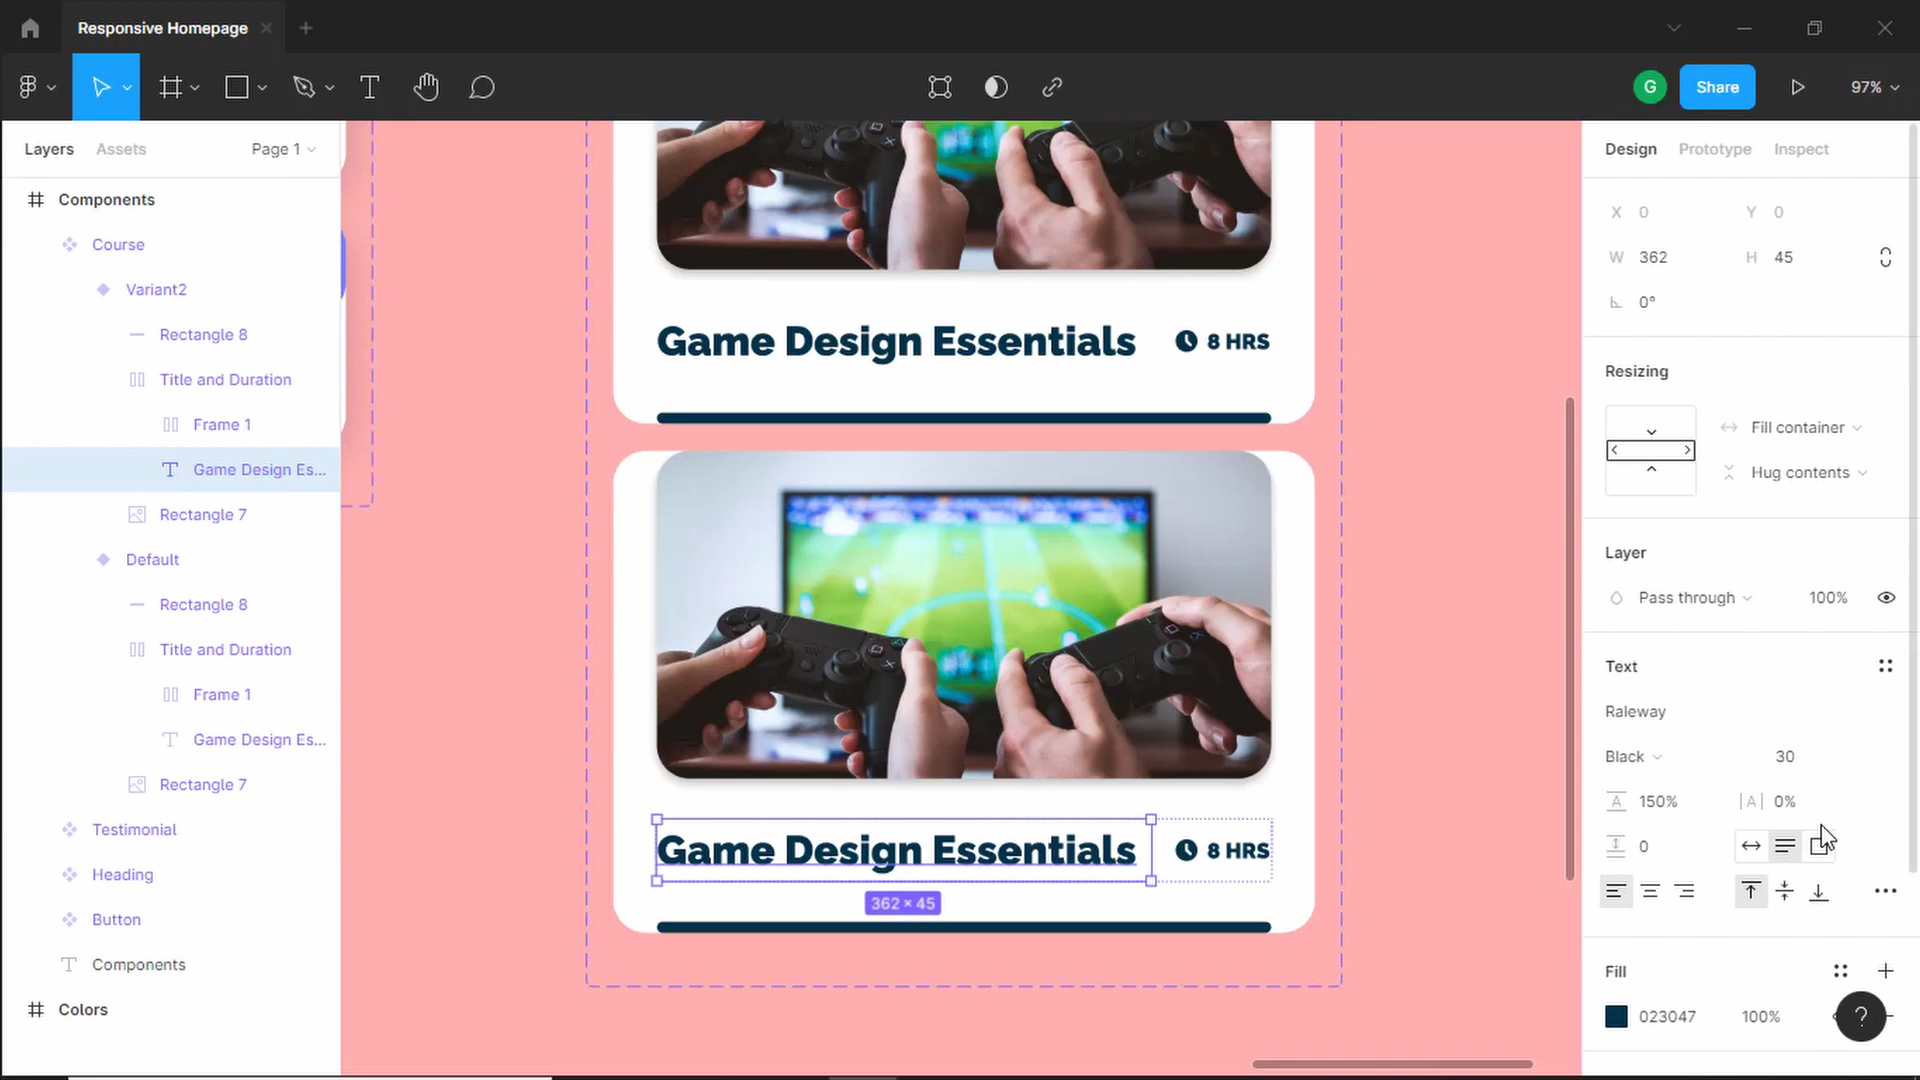 Responsive Homepage
G
Share
97%
Layers
Assets
Page 1
Components
Course
Variant2
Rectangle 8
Title and Duration
Frame 1
Game Design Es...
Rectangle 7
Default
Rectangle 8
Title and Duration
Frame 1
Game Design Es...
Rectangle 7
Testimonial
Heading
Button
Components
Colors
Game Design Essentials
8 HRS
Game Design Essentials
8 HRS
362 × 45
Design
Prototype
Inspect
X 0
Y 0
W 362
H 45
0°
Resizing
Fill container
Hug contents
Layer
Pass through
100%
Text
Raleway
Black
30
150%
0%
0
Fill
023047
100%
?